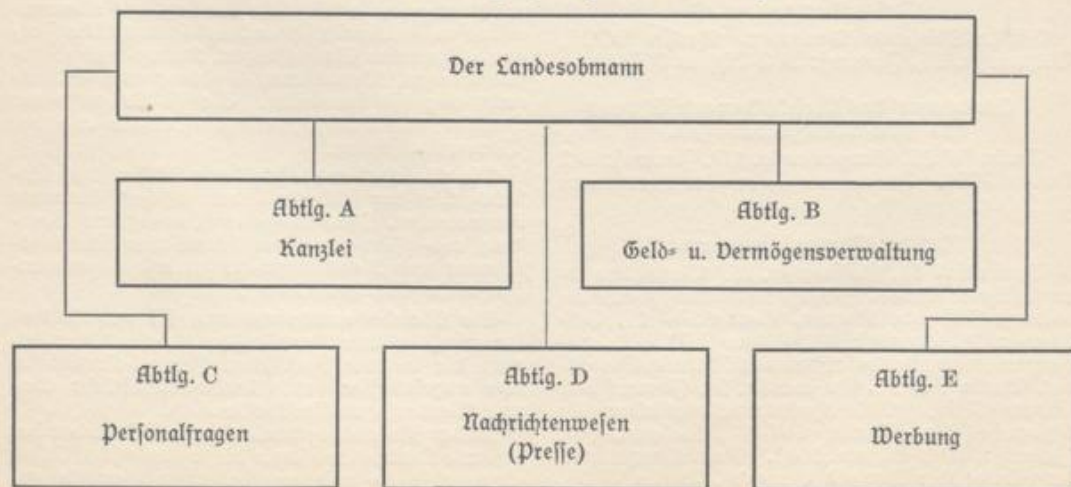 Der Landesobmann
Abtlg. A
Kanzlei
Abtlg. B
Geld- u. Vermögensverwaltung
Abtlg. C
Personalfragen
Abtlg. D
Nachrichtenwesen
(Presse)
Abtlg. E
Werbung